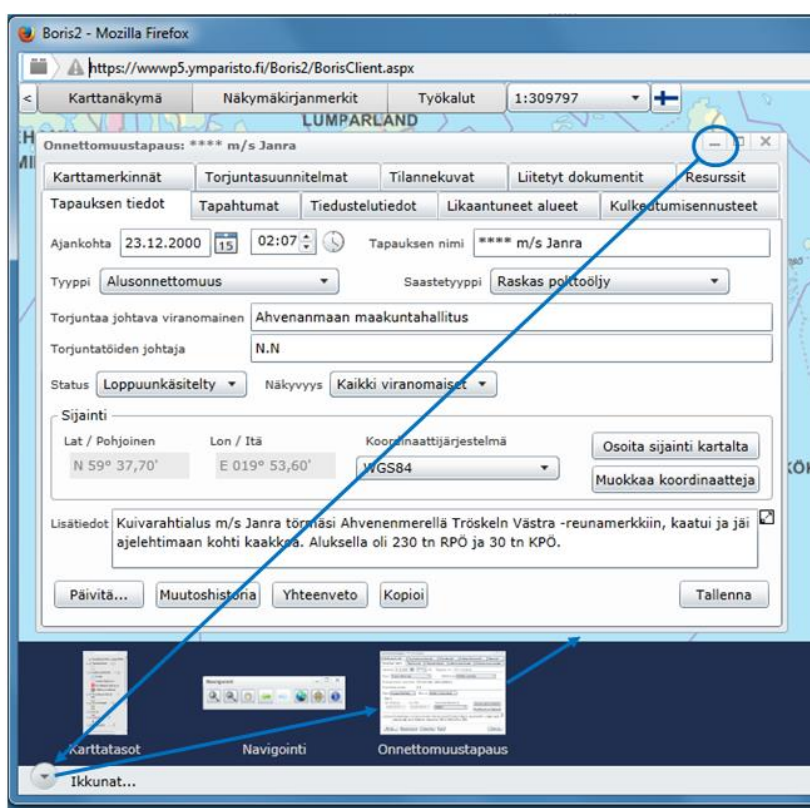 Boris2 - Mozilla Firefox
https://wwwp5.ymparisto.fi/Boris2/BorisClient.aspx
< Karttanäkymä Näkymäkirjanmerkit Työkalut 1:309797
LUMPARLAND
Onnettomuustapaus: **** m/s Janra
Karttamerkinnät Torjuntasuunnitelmat Tilannekuvat Liitetyt dokumentit Resurssit
Tapauksen tiedot Tapahtumat Tiedustelutiedot Likaantuneet alueet Kulkeutumisennusteet
Ajankohta 23.12.2000 15 02:07 Tapauksen nimi **** m/s Janra
Tyyppi Alusonnettomuus Saastetyyppi Raskas polttoöljy
Torjuntaa johtava viranomainen Ahvenanmaan maakuntahallitus
Torjuntatöiden johtaja N.N
Status Loppuunkäsitelty Näkyvyys Kaikki viranomaiset
Sijainti
Lat / Pohjoinen Lon / Itä Koordinaattijärjestelmä Osoita sijainti kartalta
N 59° 37,70' E 019° 53,60' WGS84 Muokkaa koordinaatteja
Lisätiedot Kuivarahtialus m/s Janra törmäsi Ahvenenmerellä Tröskeln Västra -reunamerkkiin, kaatui ja jäi
ajelehtimaan kohti kaakkoa. Aluksella oli 230 tn RPÖ ja 30 tn KPÖ.
Päivitä... Muutoshistoria Yhteenveto Kopioi Tallenna
Navigointi
Karttatasot Navigointi Onnettomuustapaus
Ikkunat...